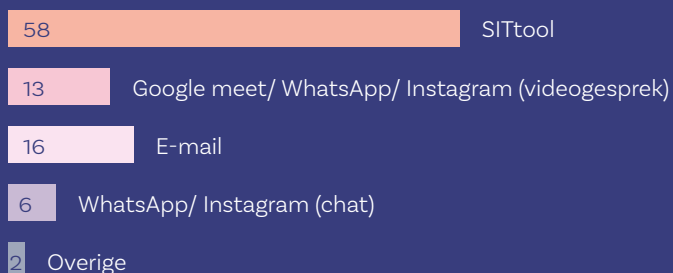 58 SITtool
13 Google meet/ WhatsApp/ Instagram (videogesprek)
16 E-mail
6 WhatsApp/ Instagram (chat)
2 Overige